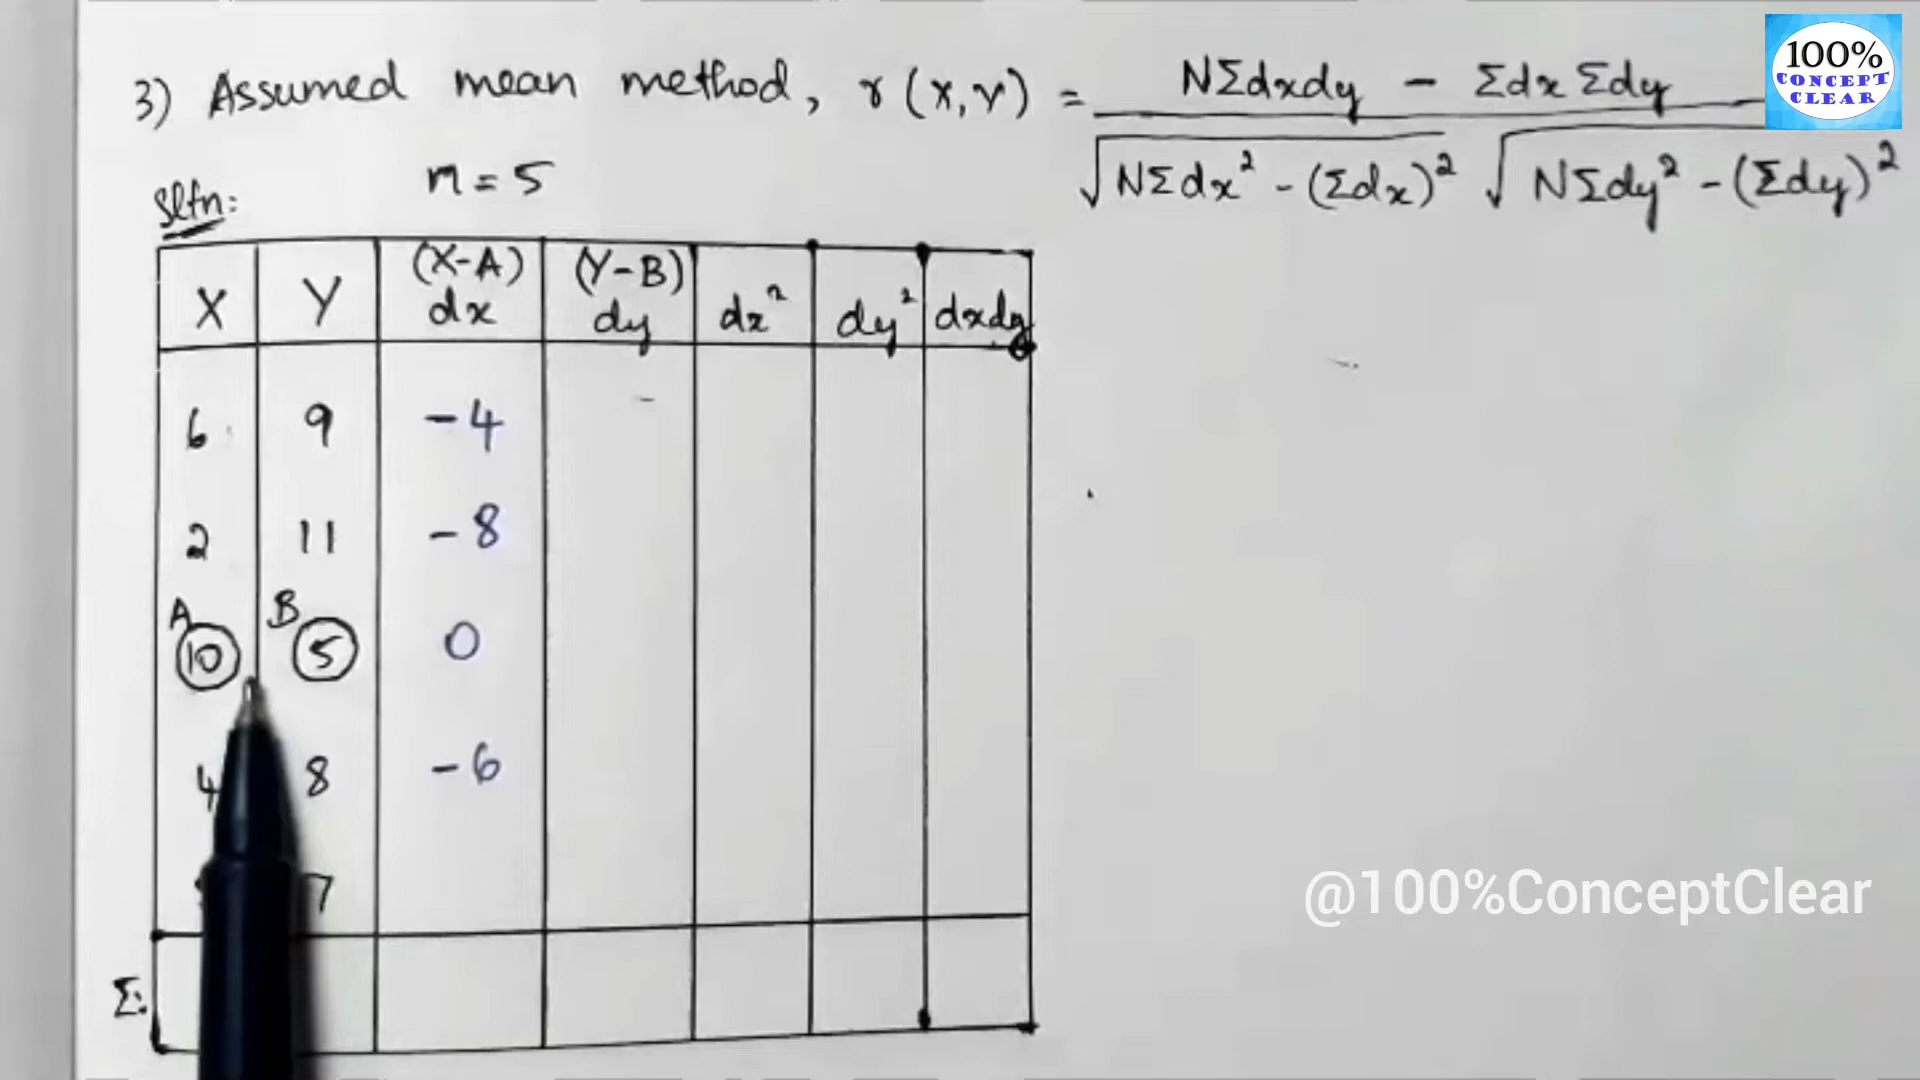 3) Assumed mean method, r (X,Y) = NΣdxdy - Σdx Σdy
√NΣdx² - (Σdx)² √NΣdy² - (Σdy)²
Sltn: n = 5
X Y (X-A) dx (Y-B) dy dx² dy² dxdy
6 9 -4
2 11 -8
A B
10 5 0
4 8 -6
7
Σ:
100%
CONCEPT
CLEAR
@100%ConceptClear